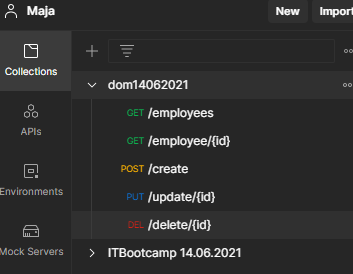 Maja
New
Import
Collections
dom14062021
GET /employees
GET /employee/{id}
APIs
POST /create
Environments
PUT /update/{id}
DEL /delete/{id}
Mock Servers
ITBootcamp 14.06.2021